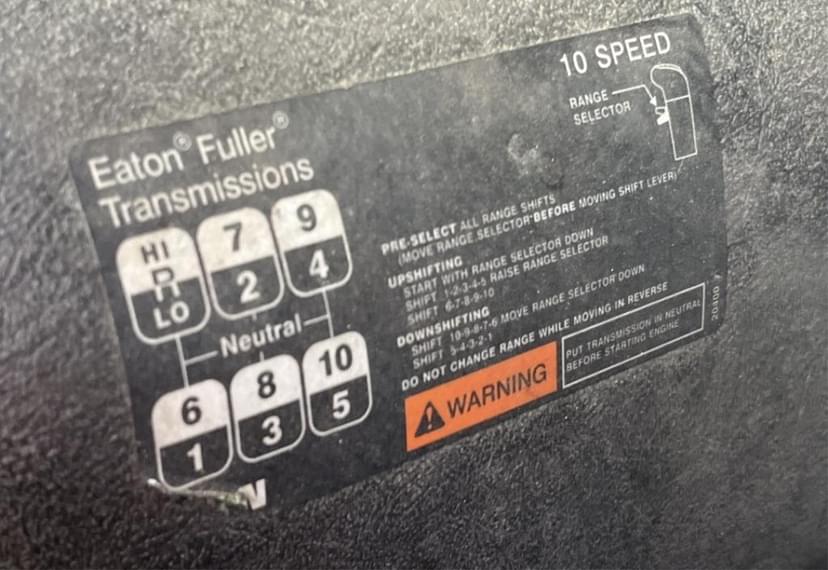 10 SPEED
RANGE
SELECTOR
Eaton® Fuller®
Transmissions
HI 7 9
R
LO 2 4
Neutral
6 8 10
1 3 5
PRE-SELECT ALL RANGE SHIFTS
(MOVE RANGE SELECTOR BEFORE MOVING SHIFT LEVER)
UPSHIFTING
START WITH RANGE SELECTOR DOWN
SHIFT 1-2-3-4-5 RAISE RANGE SELECTOR
SHIFT 6-7-8-9-10
DOWNSHIFTING
SHIFT 10-9-8-7-6 MOVE RANGE SELECTOR DOWN
SHIFT 5-4-3-2-1
DO NOT CHANGE RANGE WHILE MOVING IN REVERSE
WARNING
PUT TRANSMISSION IN NEUTRAL
BEFORE STARTING ENGINE
20400